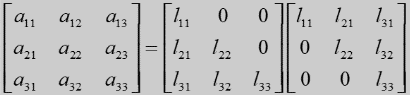 [ a₁₁ a₁₂ a₁₃ ] = [ l₁₁ 0 0 ] [ l₁₁ l₂₁ l₃₁ ]
[ a₂₁ a₂₂ a₂₃ ] = [ l₂₁ l₂₂ 0 ] [ 0 l₂₂ l₃₂ ]
[ a₃₁ a₃₂ a₃₃ ] = [ l₃₁ l₃₂ l₃₃ ] [ 0 0 l₃₃ ]